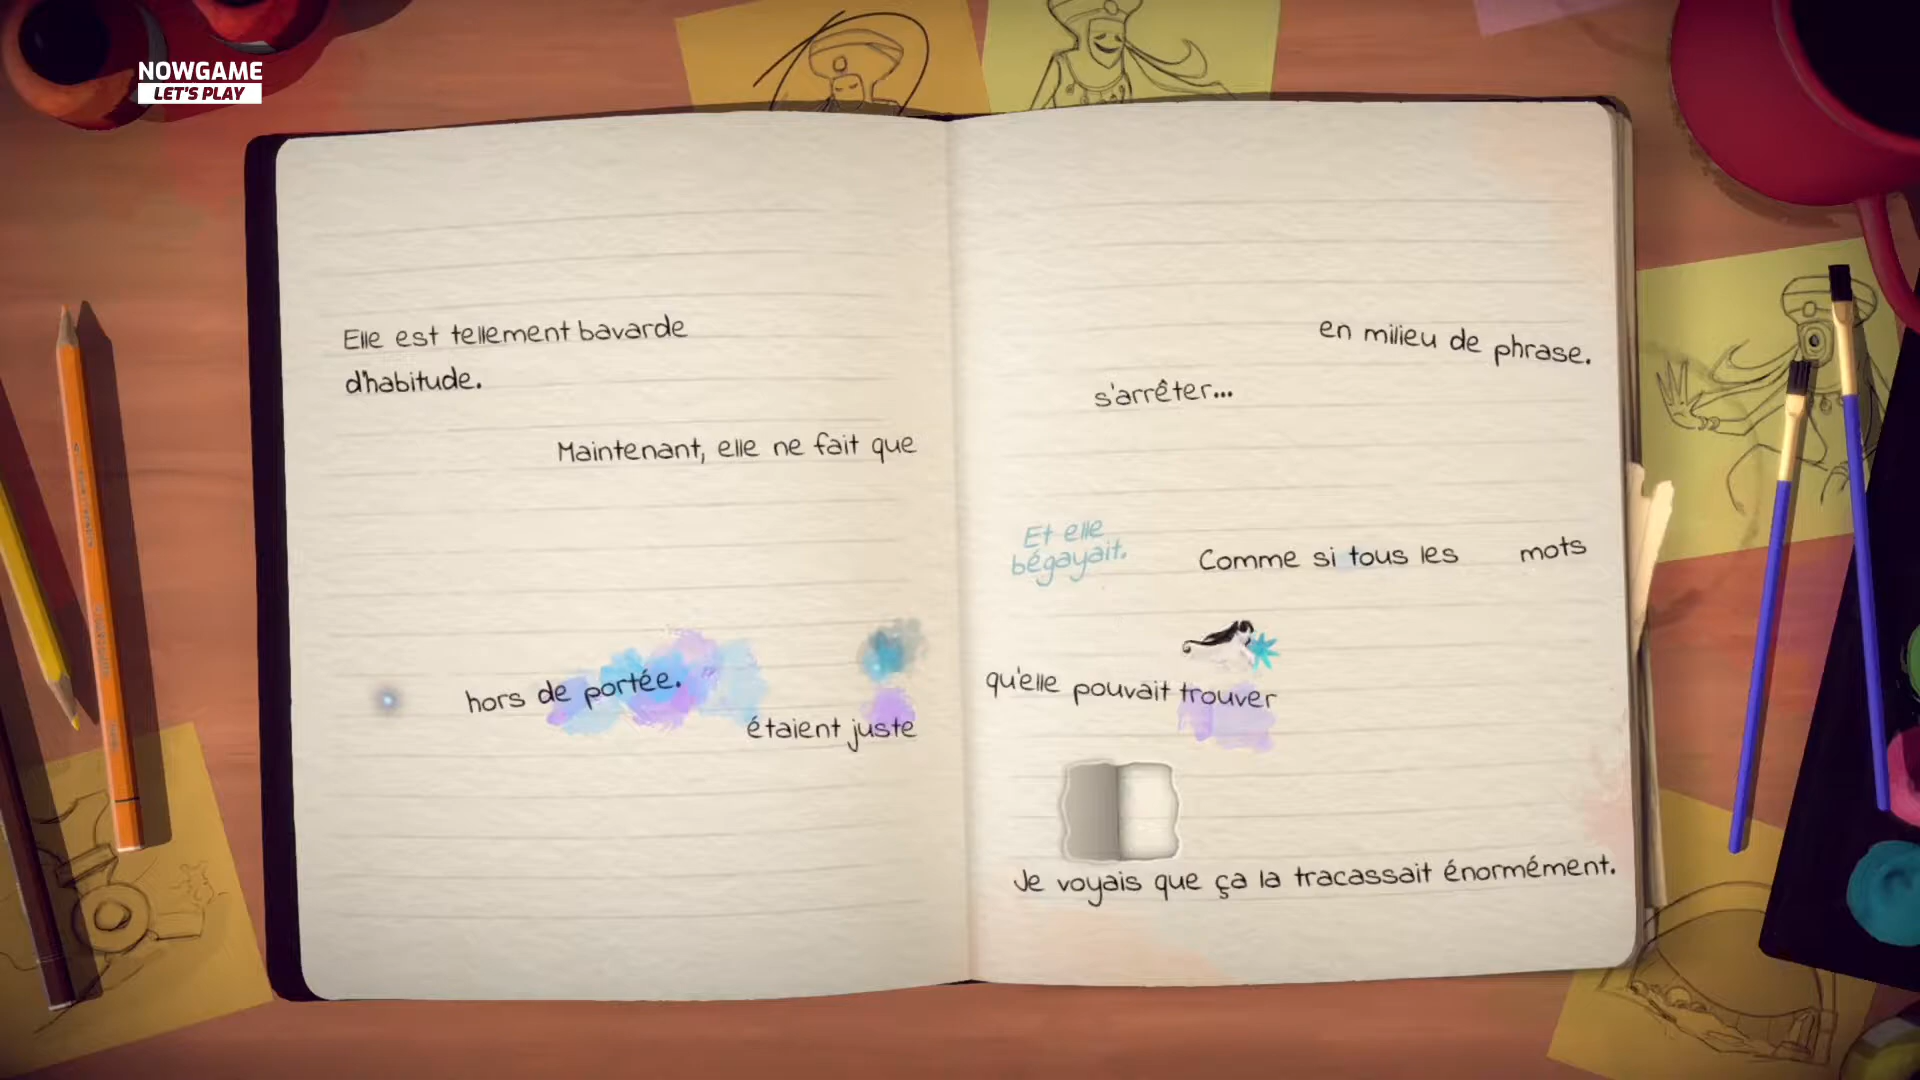 NOWGAME
LET'S PLAY
Elle est tellement bavarde
d'habitude.
Maintenant, elle ne fait que
hors de portée.
étaient juste
en milieu de phrase.
s'arrêter...
Et elle
bégayait.
Comme si tous les mots
qu'elle pouvait trouver
Je voyais que ça la tracassait énormément.